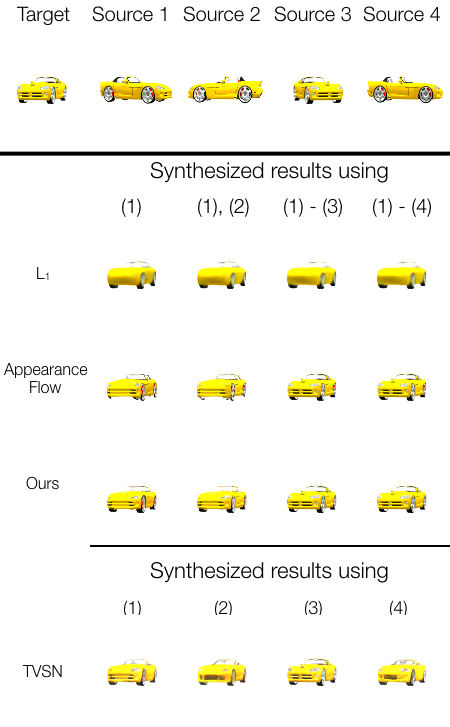 Target Source 1 Source 2 Source 3 Source 4
Synthesized results using
(1) (1), (2) (1) - (3) (1) - (4)
L₁
Appearance
Flow
Ours
Synthesized results using
(1) (2) (3) (4)
TVSN